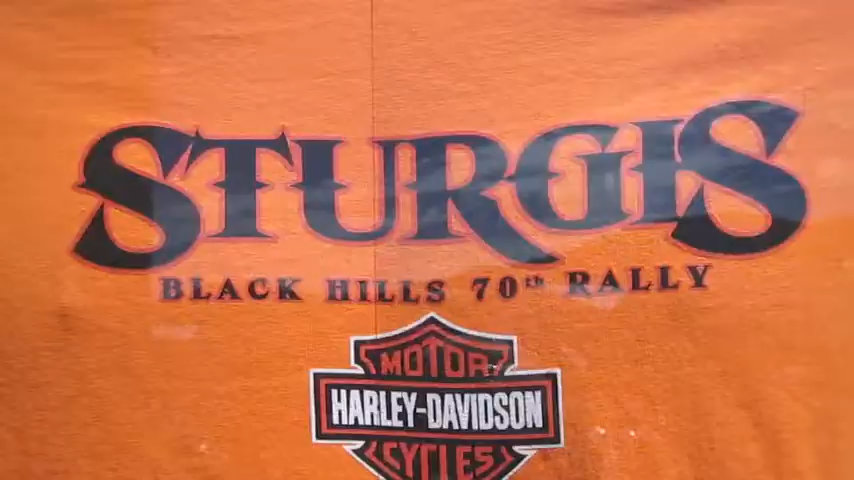 STURGIS
BLACK HILLS 70th RALLY
MOTOR
HARLEY-DAVIDSON
CYCLES